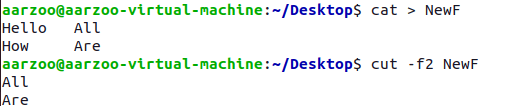 aarzoo@aarzoo-virtual-machine:~/Desktop$ cat > NewF
Hello   All
How     Are
aarzoo@aarzoo-virtual-machine:~/Desktop$ cut -f2 NewF
All
Are